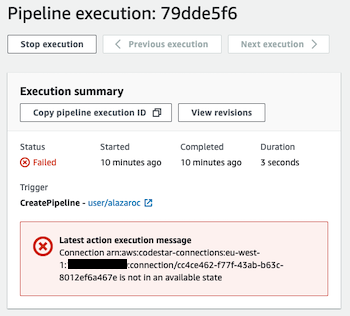 Pipeline execution: 79dde5f6
Stop execution
Previous execution
Next execution
Execution summary
Copy pipeline execution ID
View revisions
Status
Started
Completed
Duration
Failed
10 minutes ago
10 minutes ago
3 seconds
Trigger
CreatePipeline - user/alazaroc
Latest action execution message
Connection arn:aws:codestar-connections:eu-west-
1: :connection/cc4ce462-f77f-43ab-b63c-
8012ef6a467e is not in an available state